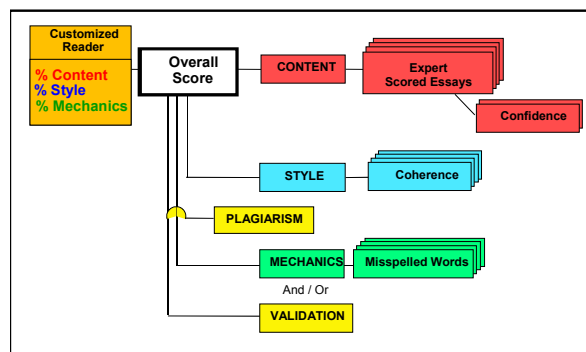 Customized
Reader
% Content
% Style
% Mechanics
Overall
Score
CONTENT
Expert
Scored Essays
Confidence
STYLE
Coherence
PLAGIARISM
MECHANICS
Misspelled Words
And / Or
VALIDATION